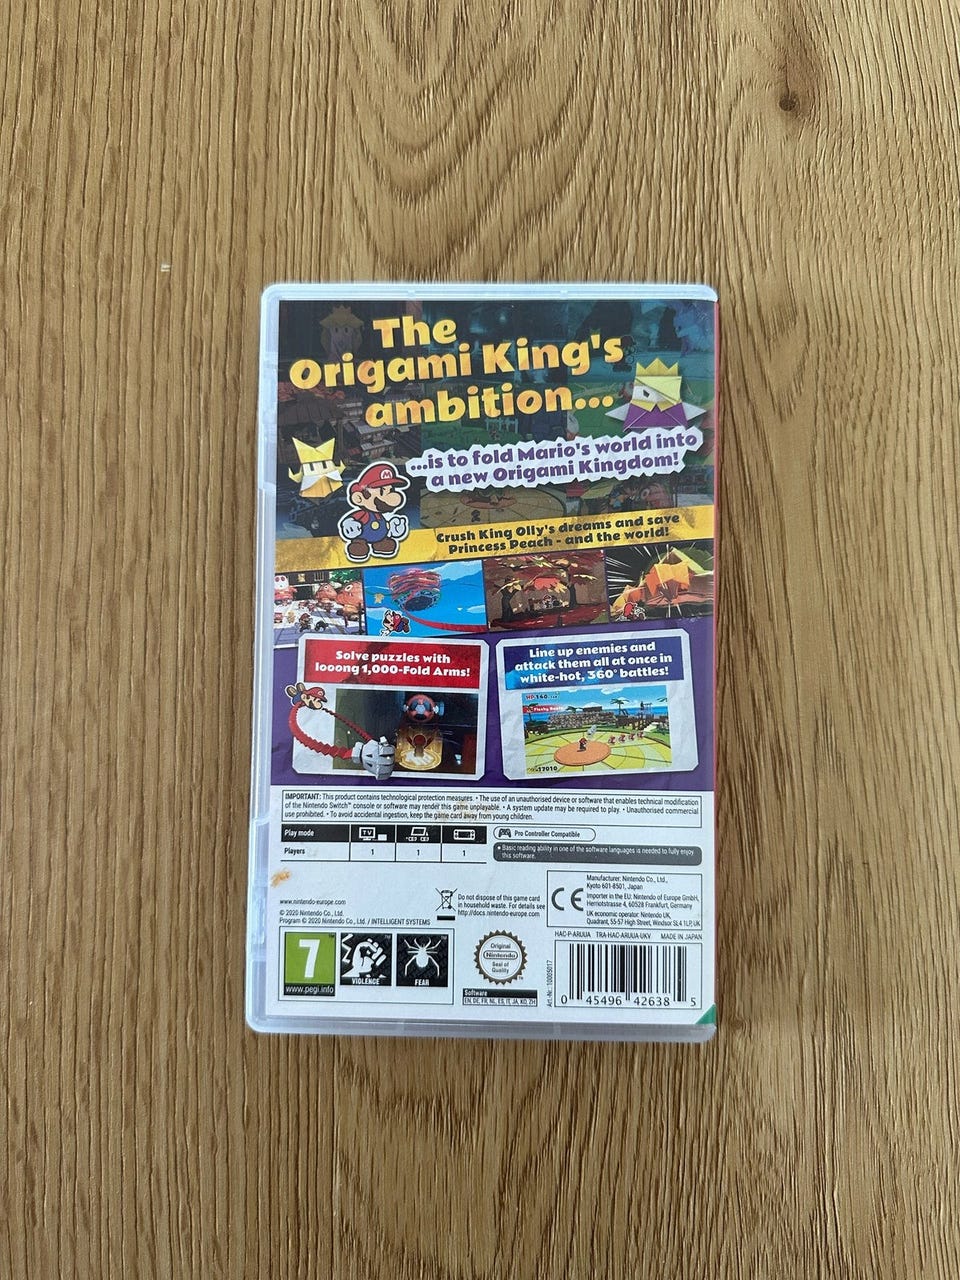 The
Origami King's
ambition...
...is to fold Mario's world into
a new Origami Kingdom!
Crush King Olly's dreams and save
Princess Peach - and the world!
Solve puzzles with
looong 1,000-Fold Arms!
Line up enemies and
attack them all at once in
white-hot, 360° battles!
IMPORTANT: This product contains technological protection measures. • The use of an unauthorised device or software that enables technical modification
of the Nintendo Switch™ console or software may render this game unplayable. • A system update may be required to play. • Unauthorised commercial
use prohibited. • To avoid accidental ingestion, keep the game card away from young children.
Play mode
TV
Players 1 1 1
Pro Controller Compatible
• Basic reading ability in one of the software languages is needed to fully enjoy
this software.
www.nintendo-europe.com
© 2020 Nintendo Co., Ltd.
Program © 2020 Nintendo Co., Ltd. / INTELLIGENT SYSTEMS
Do not dispose of this game card
in household waste. For details see
http://docs.nintendo-europe.com
CE
Manufacturer: Nintendo Co., Ltd.,
Kyoto 601-8501, Japan
Importer in the EU: Nintendo of Europe GmbH,
Herriotstrasse 4, 60528 Frankfurt, Germany
UK economic operator: Nintendo UK,
Quadrant, 55-57 High Street, Windsor SL4 1LP, UK
HAC-P-ARUUA TRA-HAC-ARUUA-UKV MADE IN JAPAN
7
www.pegi.info
VIOLENCE
FEAR
Original
Nintendo
Seal of
Quality
Software
EN, DE, FR, NL, ES, IT, JA, KO, ZH
Art.-Nr.: 10005017
0 45496 42638 5